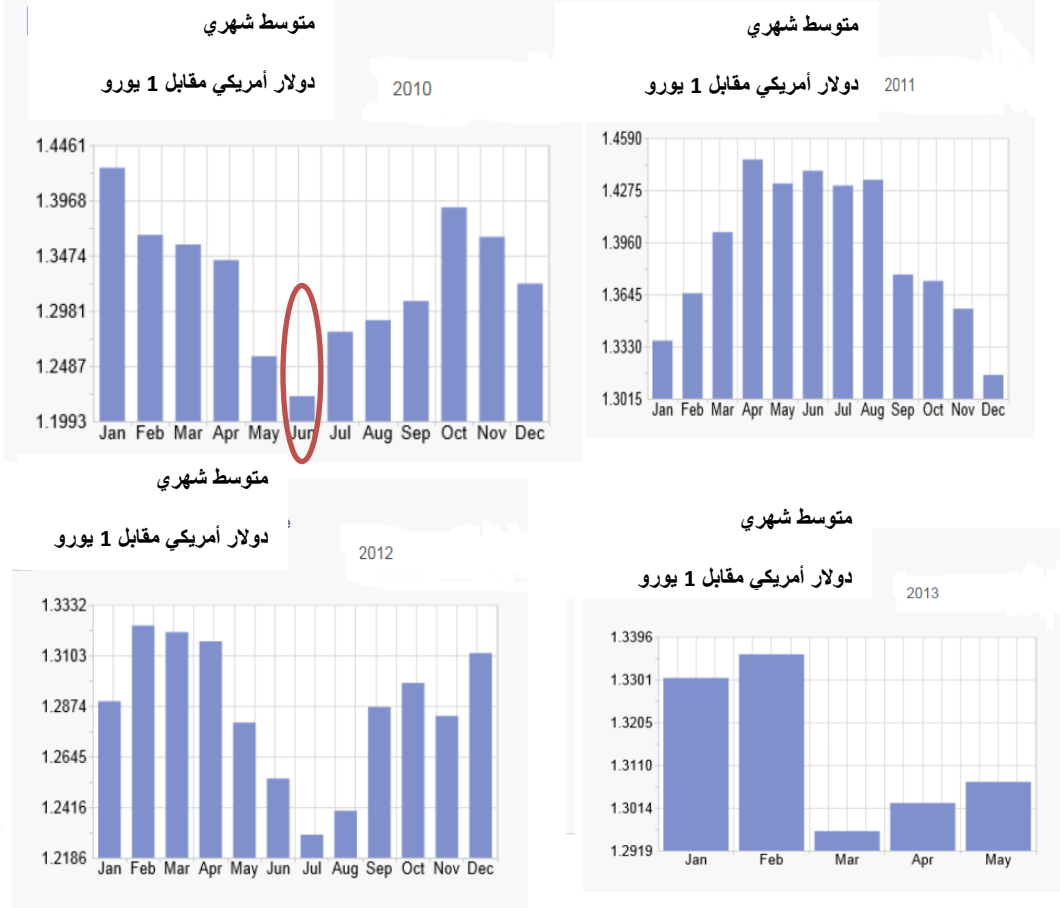 متوسط شهري
دولار أمريكي مقابل 1 يورو
2010
1.4461
1.3968
1.3474
1.2981
1.2487
1.1993
Jan Feb Mar Apr May Jun Jul Aug Sep Oct Nov Dec
متوسط شهري
دولار أمريكي مقابل 1 يورو
2011
1.4590
1.4275
1.3960
1.3645
1.3330
1.3015
Jan Feb Mar Apr May Jun Jul Aug Sep Oct Nov Dec
متوسط شهري
دولار أمريكي مقابل 1 يورو
2012
1.3332
1.3103
1.2874
1.2645
1.2416
1.2186
Jan Feb Mar Apr May Jun Jul Aug Sep Oct Nov Dec
متوسط شهري
دولار أمريكي مقابل 1 يورو
2013
1.3396
1.3301
1.3205
1.3110
1.3014
1.2919
Jan Feb Mar Apr May